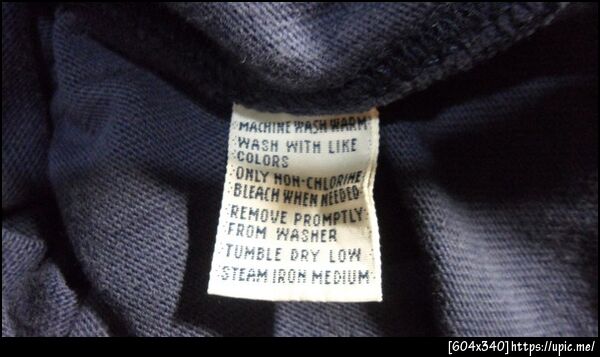 MACHINE WASH WARM
WASH WITH LIKE
COLORS
ONLY NON-CHLORINE
BLEACH WHEN NEEDED
REMOVE PROMPTLY
FROM WASHER
TUMBLE DRY LOW
STEAM IRON MEDIUM
[604x340]https://upic.me/